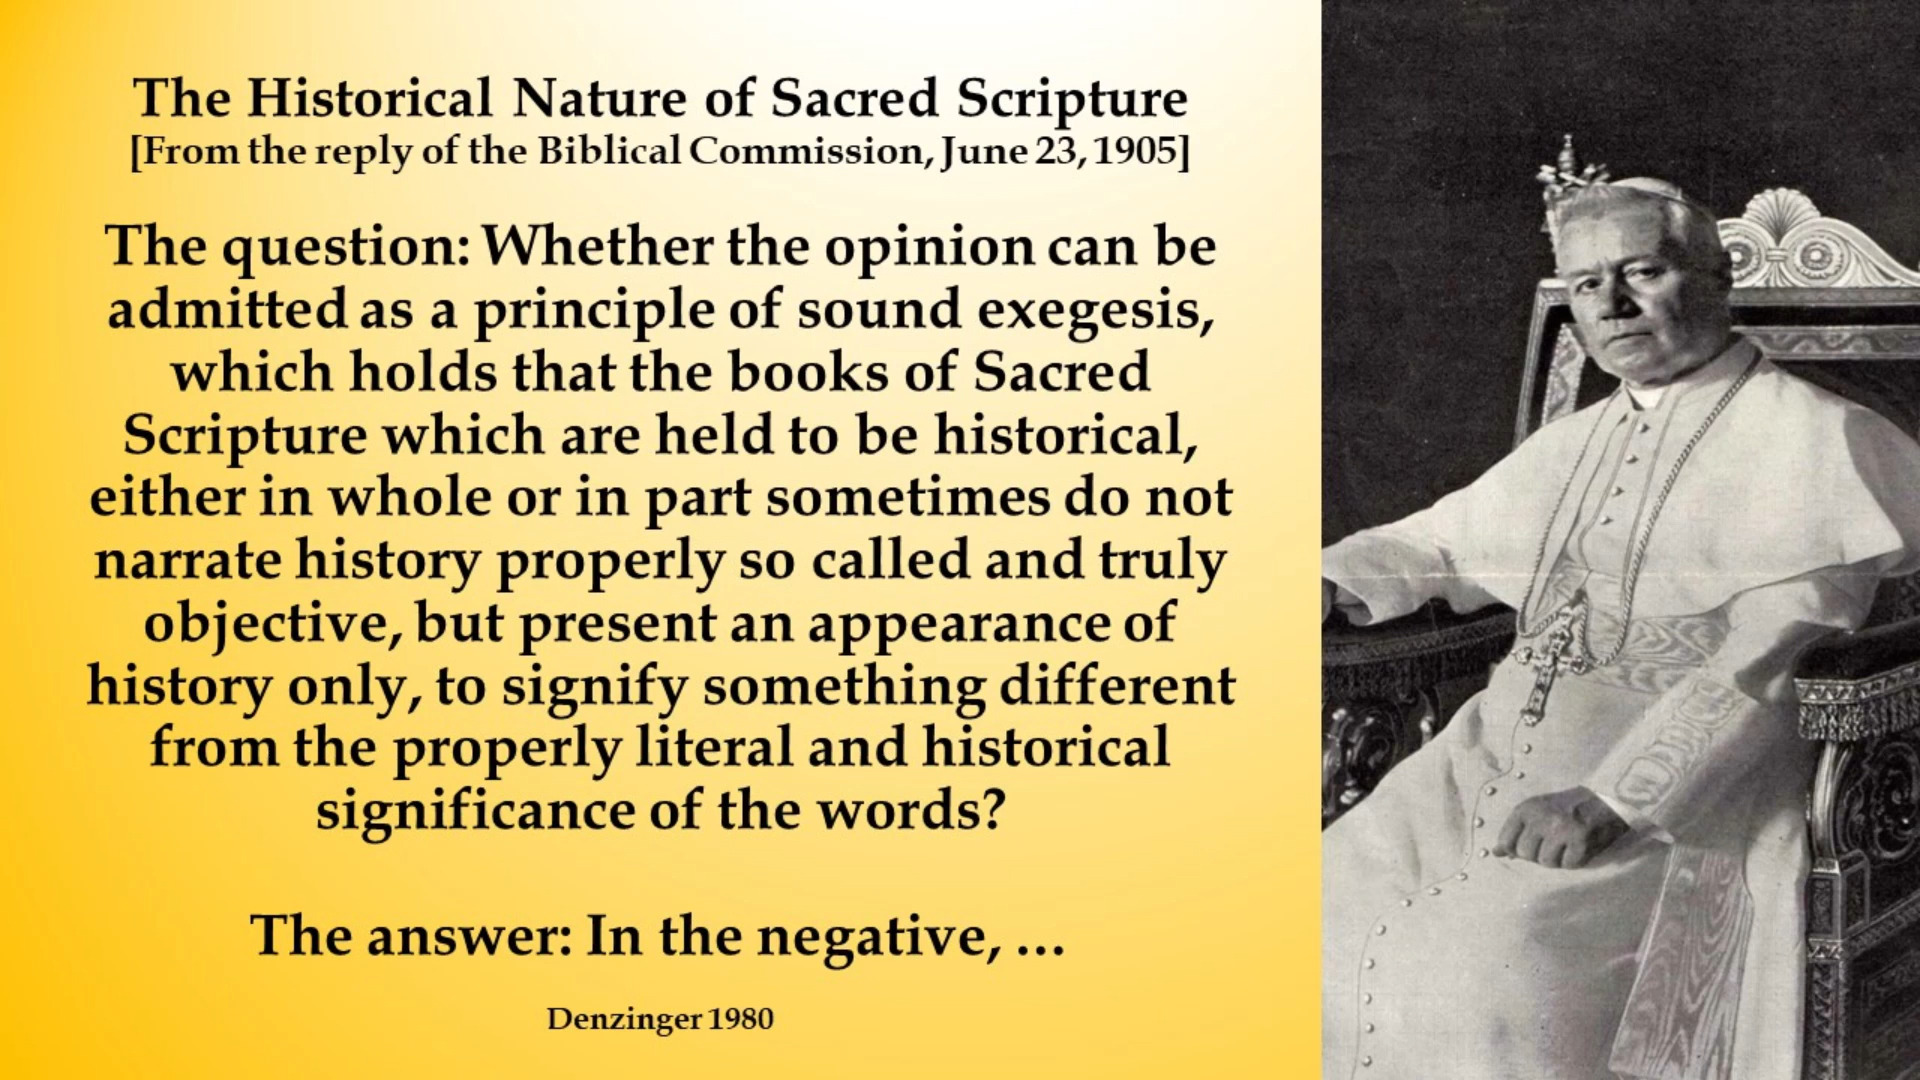 The Historical Nature of Sacred Scripture
[From the reply of the Biblical Commission, June 23, 1905]
The question: Whether the opinion can be
admitted as a principle of sound exegesis,
which holds that the books of Sacred
Scripture which are held to be historical,
either in whole or in part sometimes do not
narrate history properly so called and truly
objective, but present an appearance of
history only, to signify something different
from the properly literal and historical
significance of the words?
The answer: In the negative, ...
Denzinger 1980